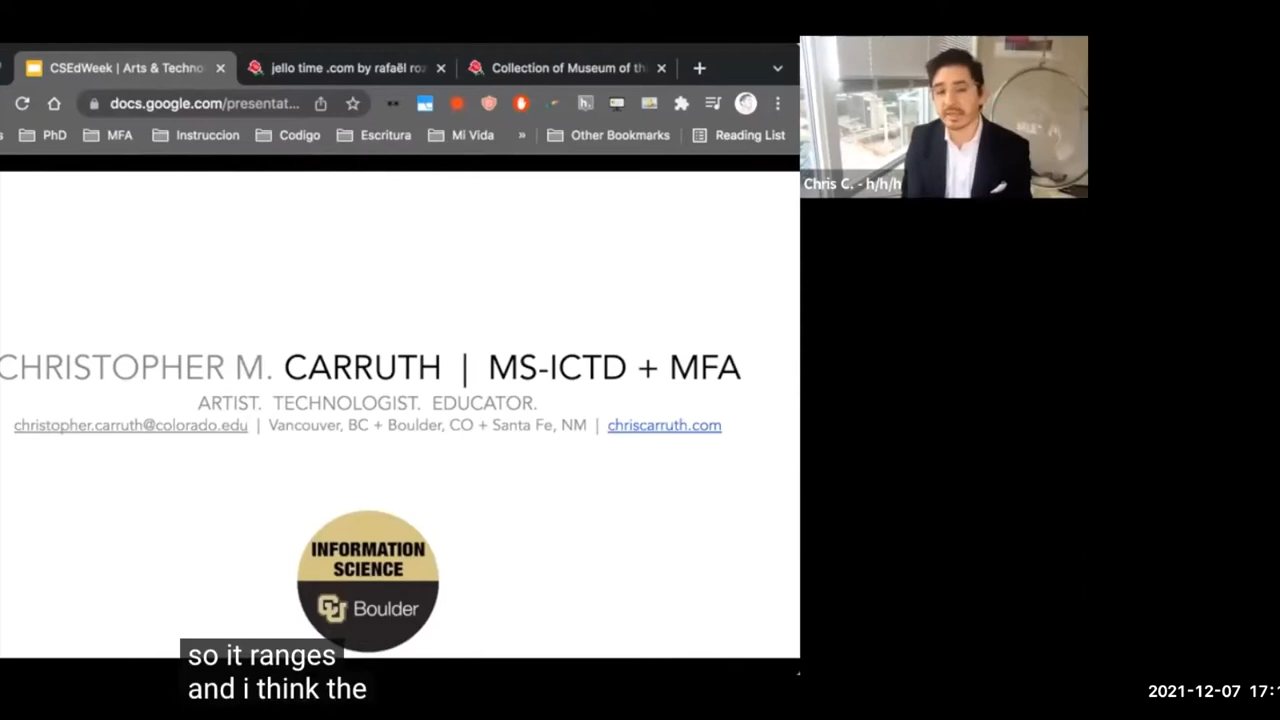 CSEdWeek | Arts & Techno
jello time .com by rafaël roz
Collection of Museum of th
docs.google.com/presentat...
h.
s
PhD
MFA
Instruccion
Codigo
Escritura
Mi Vida
»
Other Bookmarks
Reading List
Chris C. - h/h/h
CHRISTOPHER M. CARRUTH | MS-ICTD + MFA
ARTIST. TECHNOLOGIST. EDUCATOR.
christopher.carruth@colorado.edu | Vancouver, BC + Boulder, CO + Santa Fe, NM | chriscarruth.com
INFORMATION
SCIENCE
CU Boulder
so it ranges
and i think the
2021-12-07 17:1